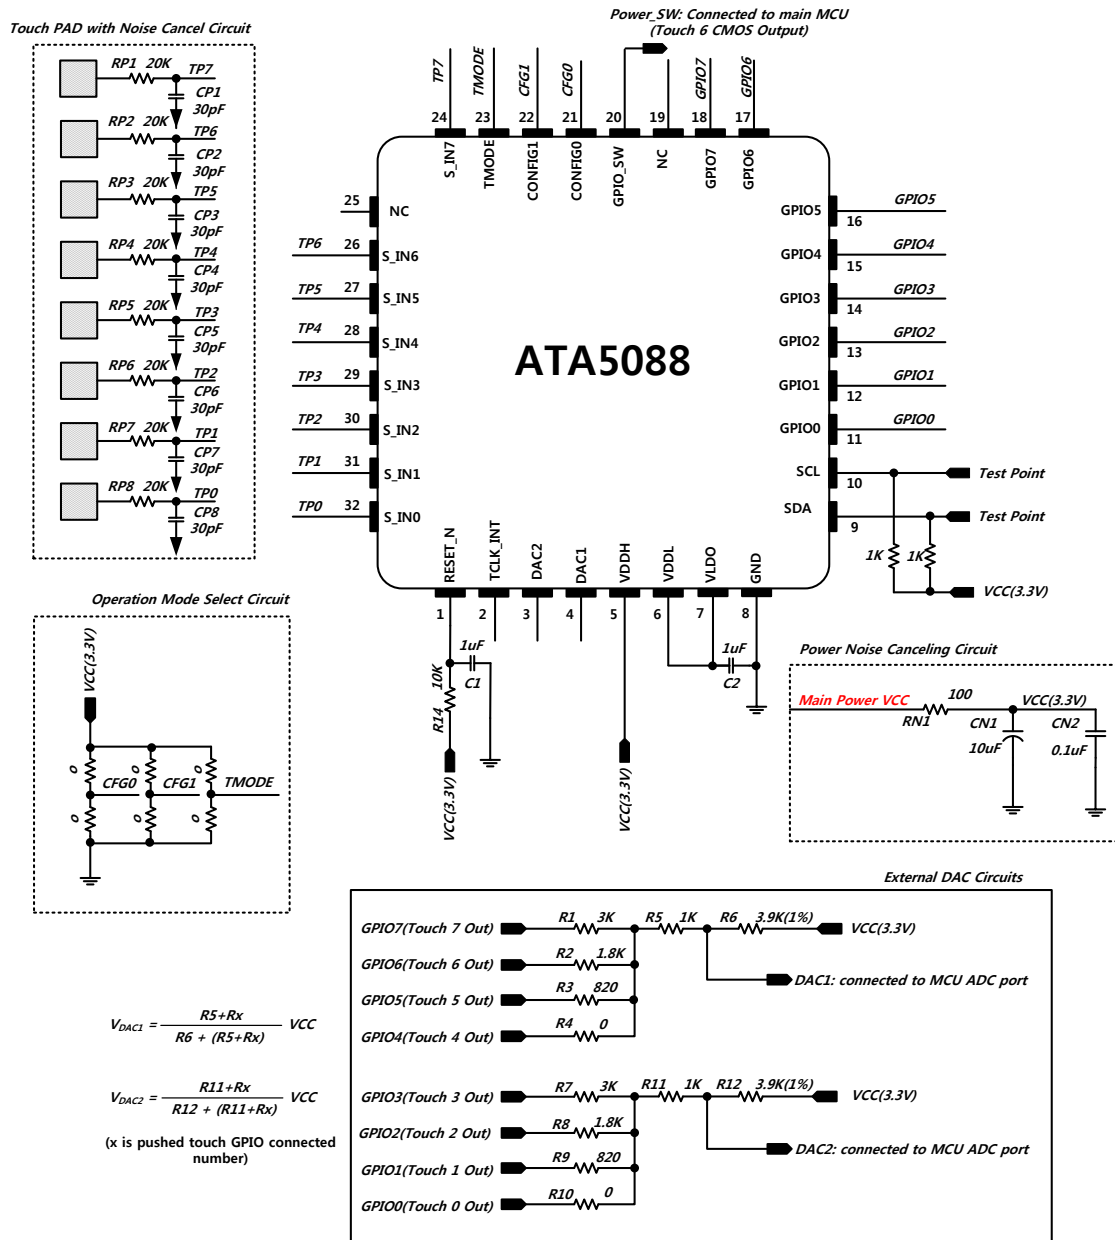 Power_SW: Connected to main MCU
(Touch 6 CMOS Output)
Touch PAD with Noise Cancel Circuit
RP1 20K TP7
CP1
30pF
RP2 20K TP6
CP2
30pF
RP3 20K TP5
CP3
30pF
RP4 20K TP4
CP4
30pF
RP5 20K TP3
CP5
30pF
RP6 20K TP2
CP6
30pF
RP7 20K TP1
CP7
30pF
RP8 20K TP0
CP8
30pF
TP7 TMODE CFG1 CFG0 GPIO7 GPIO6
24 23 22 21 20 19 18 17
S_IN7 TMODE CONFIG1 CONFIG0 GPIO_SW NC GPIO7 GPIO6
25 NC
TP6 26 S_IN6
TP5 27 S_IN5
TP4 28 S_IN4
TP3 29 S_IN3
TP2 30 S_IN2
TP1 31 S_IN1
TP0 32 S_IN0
ATA5088
GPIO5 16 GPIO5
GPIO4 15 GPIO4
GPIO3 14 GPIO3
GPIO2 13 GPIO2
GPIO1 12 GPIO1
GPIO0 11 GPIO0
SCL 10 Test Point
SDA 9 Test Point
1K 1K
VCC(3.3V)
RESET_N TCLK_INT DAC2 DAC1 VDDH VDDL VLDO GND
1 2 3 4 5 6 7 8
1uF
C1
10K
R14
VCC(3.3V)
VCC(3.3V)
1uF
C2
Operation Mode Select Circuit
VCC(3.3V)
0 0 0
CFG0 CFG1 TMODE
0 0 0
Power Noise Canceling Circuit
Main Power VCC 100 VCC(3.3V)
RN1 CN1 CN2
10uF 0.1uF
External DAC Circuits
GPIO7(Touch 7 Out) R1 3K R5 1K R6 3.9K(1%) VCC(3.3V)
GPIO6(Touch 6 Out) R2 1.8K
DAC1: connected to MCU ADC port
GPIO5(Touch 5 Out) R3 820
GPIO4(Touch 4 Out) R4 0
GPIO3(Touch 3 Out) R7 3K R11 1K R12 3.9K(1%) VCC(3.3V)
GPIO2(Touch 2 Out) R8 1.8K
DAC2: connected to MCU ADC port
GPIO1(Touch 1 Out) R9 820
GPIO0(Touch 0 Out) R10 0
VDAC1 = R5+Rx / R6 + (R5+Rx) VCC
VDAC2 = R11+Rx / R12 + (R11+Rx) VCC
(x is pushed touch GPIO connected
number)